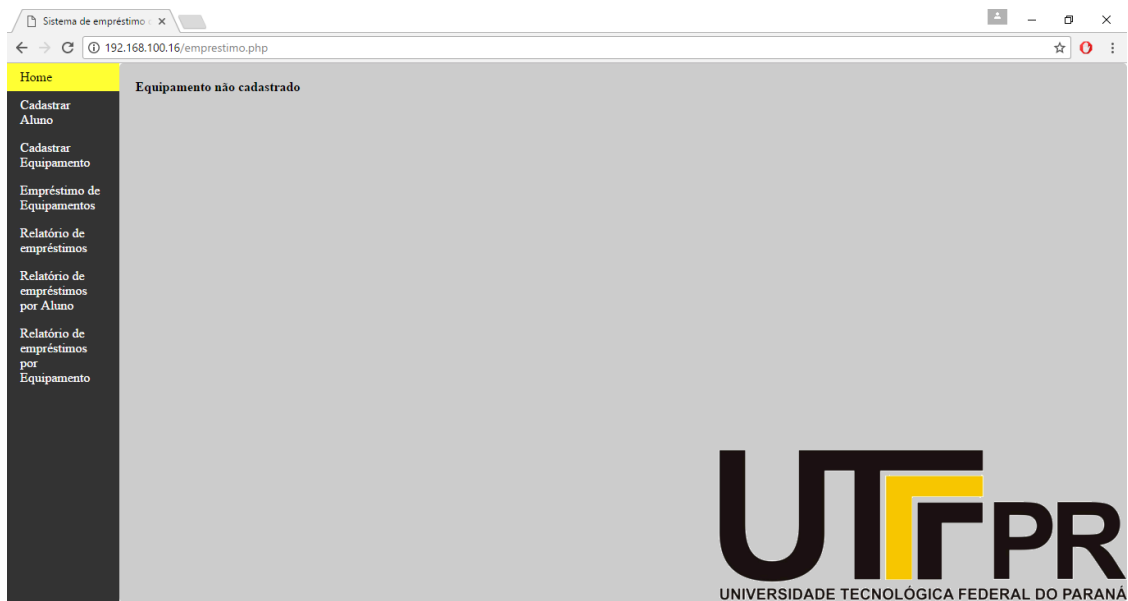 Sistema de empréstimo
192.168.100.16/emprestimo.php
Home
Cadastrar
Aluno
Cadastrar
Equipamento
Empréstimo de
Equipamentos
Relatório de
empréstimos
Relatório de
empréstimos
por Aluno
Relatório de
empréstimos
por
Equipamento
Equipamento não cadastrado
UTFPR
UNIVERSIDADE TECNOLÓGICA FEDERAL DO PARANÁ